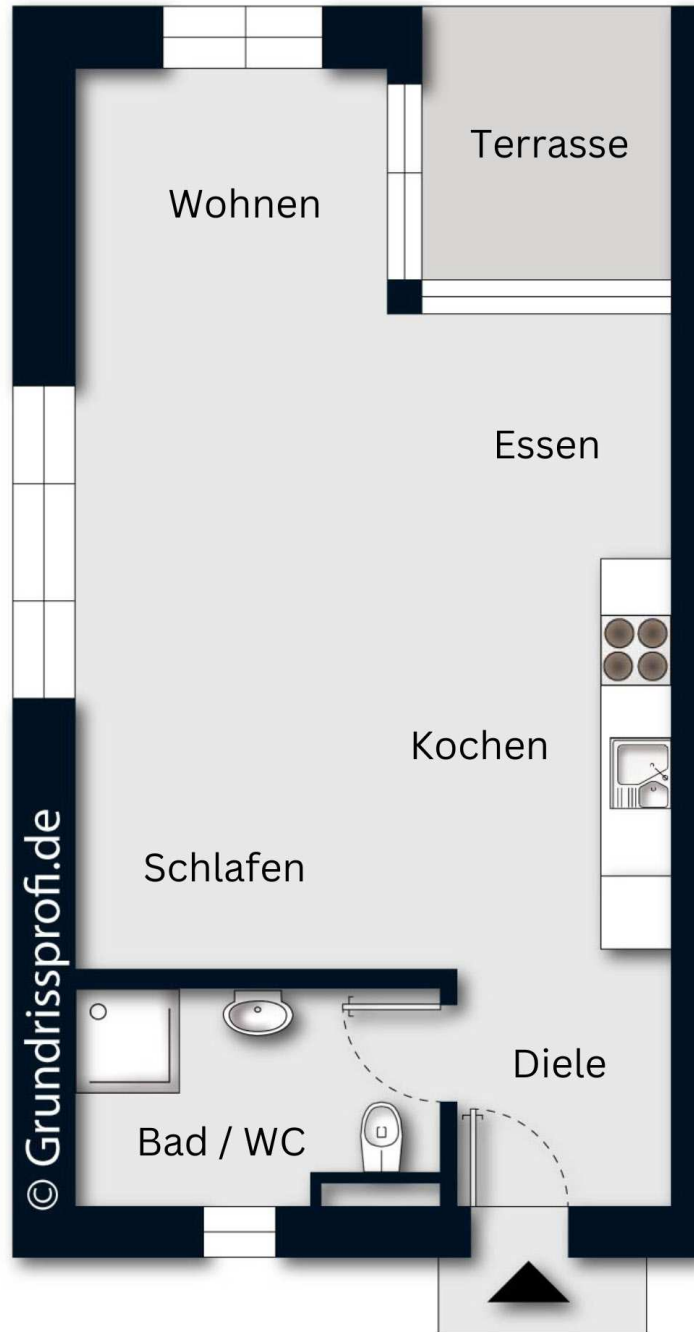 Terrasse
Wohnen
Essen
Kochen
Schlafen
Diele
Bad / WC
© Grundrissprofi.de